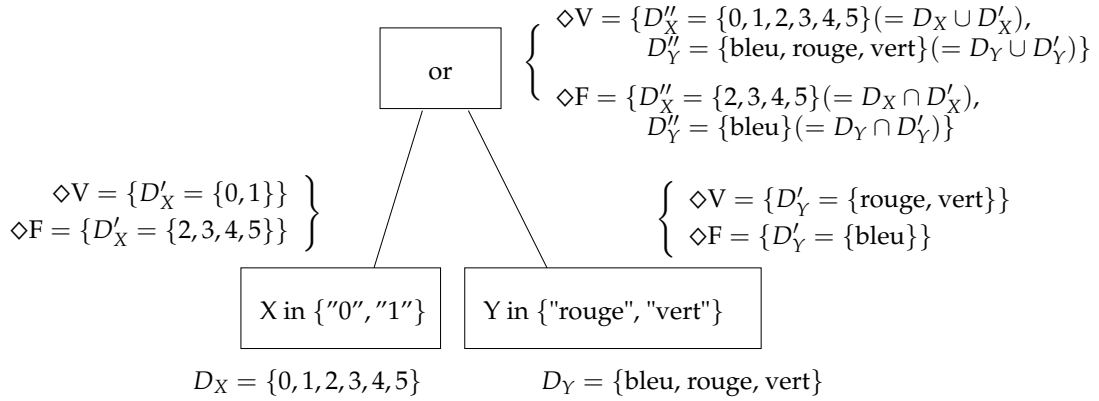 ◇V = {D''_X = {0, 1, 2, 3, 4, 5}(= D_X ∪ D'_X),
D''_Y = {bleu, rouge, vert}(= D_Y ∪ D'_Y)}
or
◇F = {D''_X = {2, 3, 4, 5}(= D_X ∩ D'_X),
D''_Y = {bleu}(= D_Y ∩ D'_Y)}
◇V = {D'_X = {0, 1}}
◇F = {D'_X = {2, 3, 4, 5}}
◇V = {D'_Y = {rouge, vert}}
◇F = {D'_Y = {bleu}}
X in {"0", "1"}
Y in {"rouge", "vert"}
D_X = {0, 1, 2, 3, 4, 5}
D_Y = {bleu, rouge, vert}